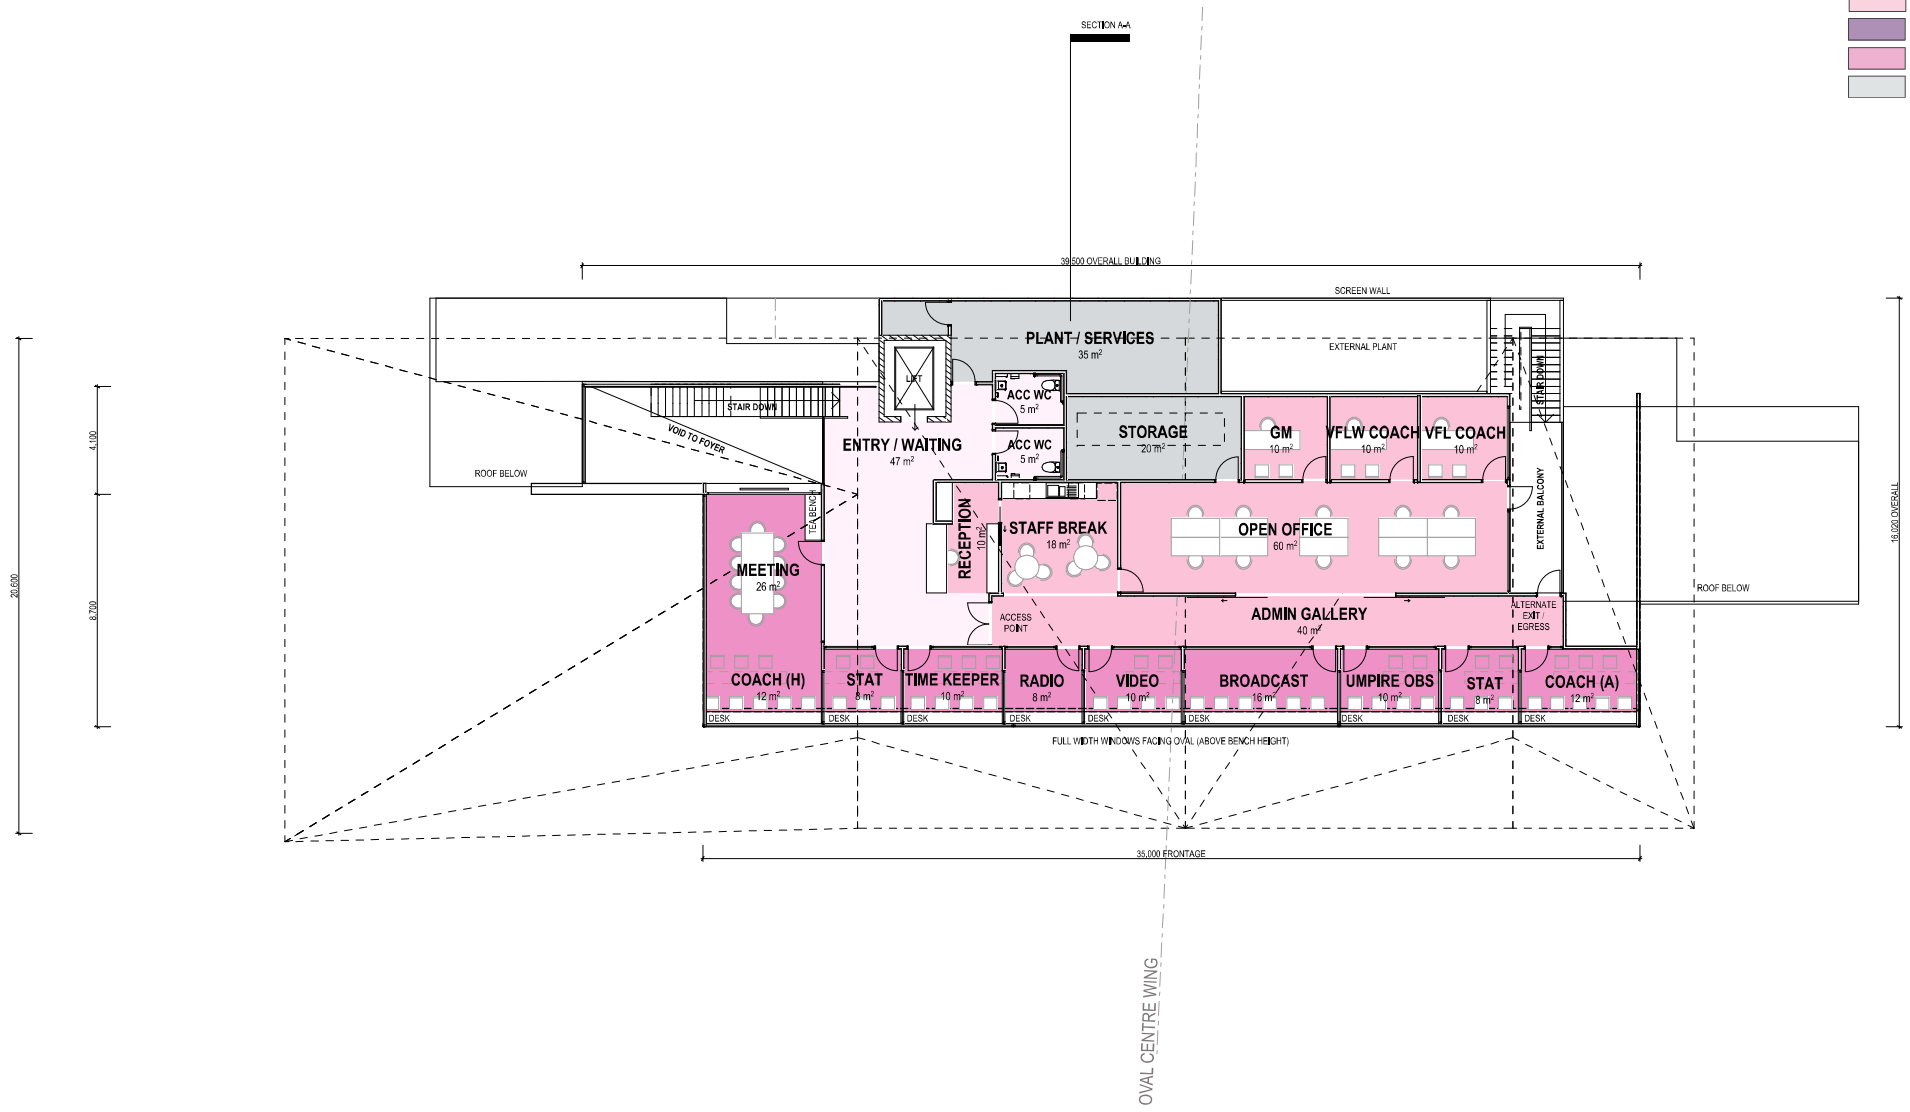 SECTION A-A
39,500 OVERALL BUILDING
SCREEN WALL
PLANT / SERVICES
35 m²
EXTERNAL PLANT
LIFT
STAIR DOWN
STAIR DOWN
VOID TO FOYER
ROOF BELOW
ENTRY / WAITING
47 m²
ACC WC
5 m²
ACC WC
5 m²
STORAGE
20 m²
GM
10 m²
VFLW COACH
10 m²
VFL COACH
10 m²
TEA BENCH
MEETING
26 m²
RECEPTION
10 m²
STAFF BREAK
18 m²
OPEN OFFICE
60 m²
EXTERNAL BALCONY
ROOF BELOW
ACCESS
POINT
ADMIN GALLERY
40 m²
ALTERNATE
EXIT /
EGRESS
COACH (H)
12 m²
STAT
8 m²
TIME KEEPER
10 m²
RADIO
8 m²
VIDEO
10 m²
BROADCAST
16 m²
UMPIRE OBS
10 m²
STAT
8 m²
COACH (A)
12 m²
DESK
DESK
DESK
DESK
DESK
DESK
DESK
DESK
DESK
FULL WIDTH WINDOWS FACING OVAL (ABOVE BENCH HEIGHT)
35,000 FRONTAGE
20,600
4,100
8,700
16,020 OVERALL
OVAL CENTRE WING